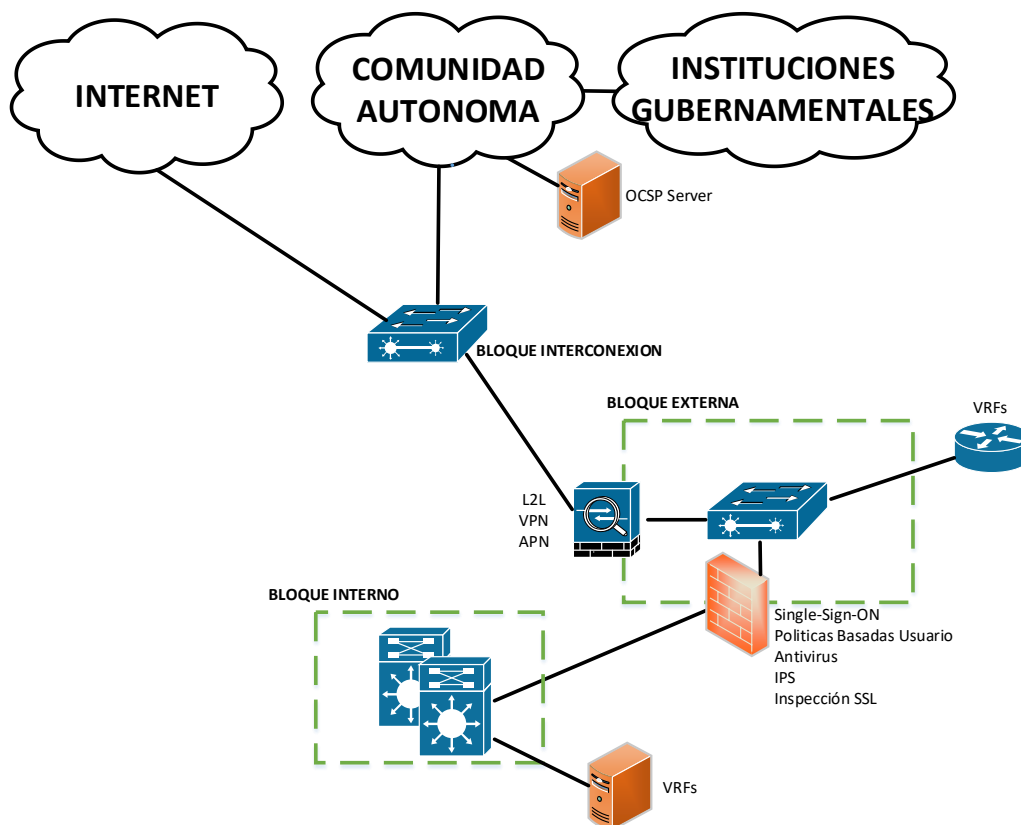 INTERNET
COMUNIDAD
AUTONOMA
INSTITUCIONES
GUBERNAMENTALES
OCSP Server
BLOQUE INTERCONEXION
BLOQUE EXTERNA
VRFs
L2L
VPN
APN
BLOQUE INTERNO
Single-Sign-ON
Politicas Basadas Usuario
Antivirus
IPS
Inspección SSL
VRFs